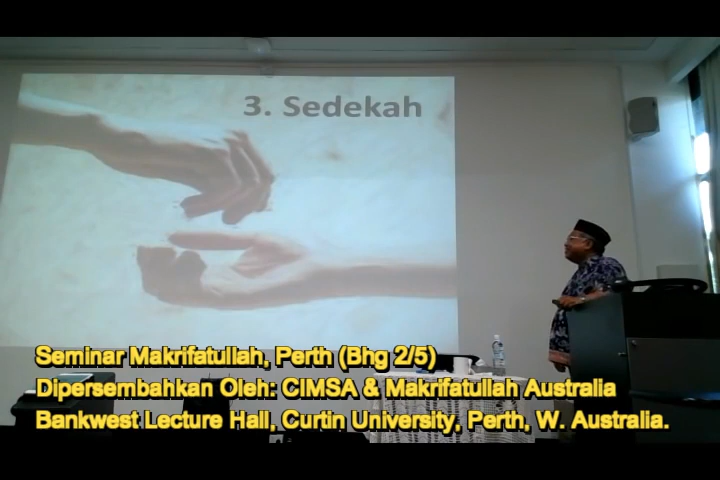 3. Sedekah
Seminar Makrifatullah, Perth (Bhg 2/5)
Dipersembahkan Oleh: CIMSA & Makrifatullah Australia
Bankwest Lecture Hall, Curtin University, Perth, W. Australia.